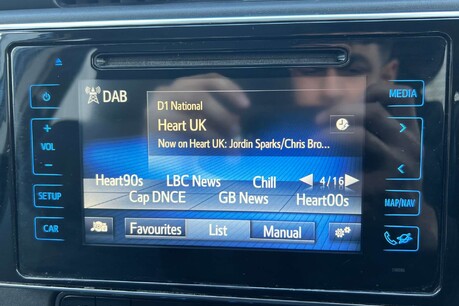 DAB
D1 National
Heart UK
Now on Heart UK: Jordin Sparks/Chris Bro...
Heart90s LBC News Chill 4/16
Cap DNCE GB News Heart00s
Favourites List Manual
+
VOL
-
SETUP
CAR
MEDIA
>
<
MAP/NAV